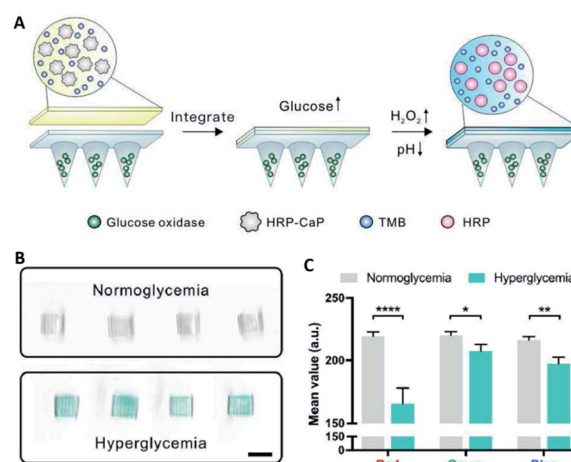 A
Integrate
Glucose↑
H₂O₂↑
pH↓
Glucose oxidase
HRP-CaP
TMB
HRP
B
Normoglycemia
Hyperglycemia
C
Normoglycemia
Hyperglycemia
Mean value (a.u.)
250
200
150
150
0
****
*
**